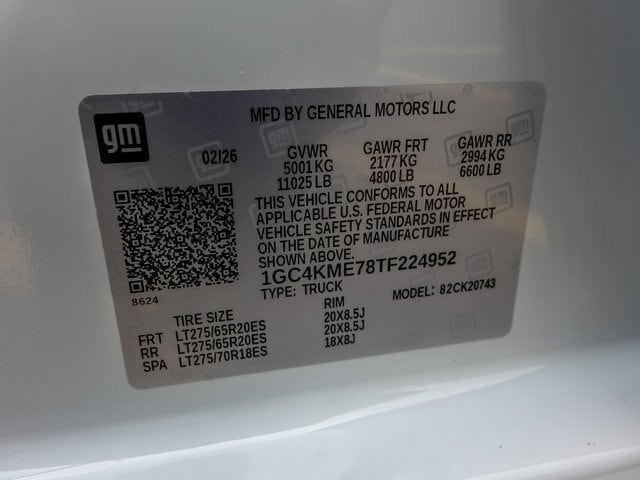 MFD BY GENERAL MOTORS LLC
gm
02/26
GVWR GAWR FRT GAWR RR
5001 KG 2177 KG 2994 KG
11025 LB 4800 LB 6600 LB
THIS VEHICLE CONFORMS TO ALL
APPLICABLE U.S. FEDERAL MOTOR
VEHICLE SAFETY STANDARDS IN EFFECT
ON THE DATE OF MANUFACTURE
SHOWN ABOVE.
1GC4KME78TF224952
8624
TYPE: TRUCK MODEL: 82CK20743
TIRE SIZE RIM
FRT LT275/65R20ES 20X8.5J
RR LT275/65R20ES 20X8.5J
SPA LT275/70R18ES 18X8J